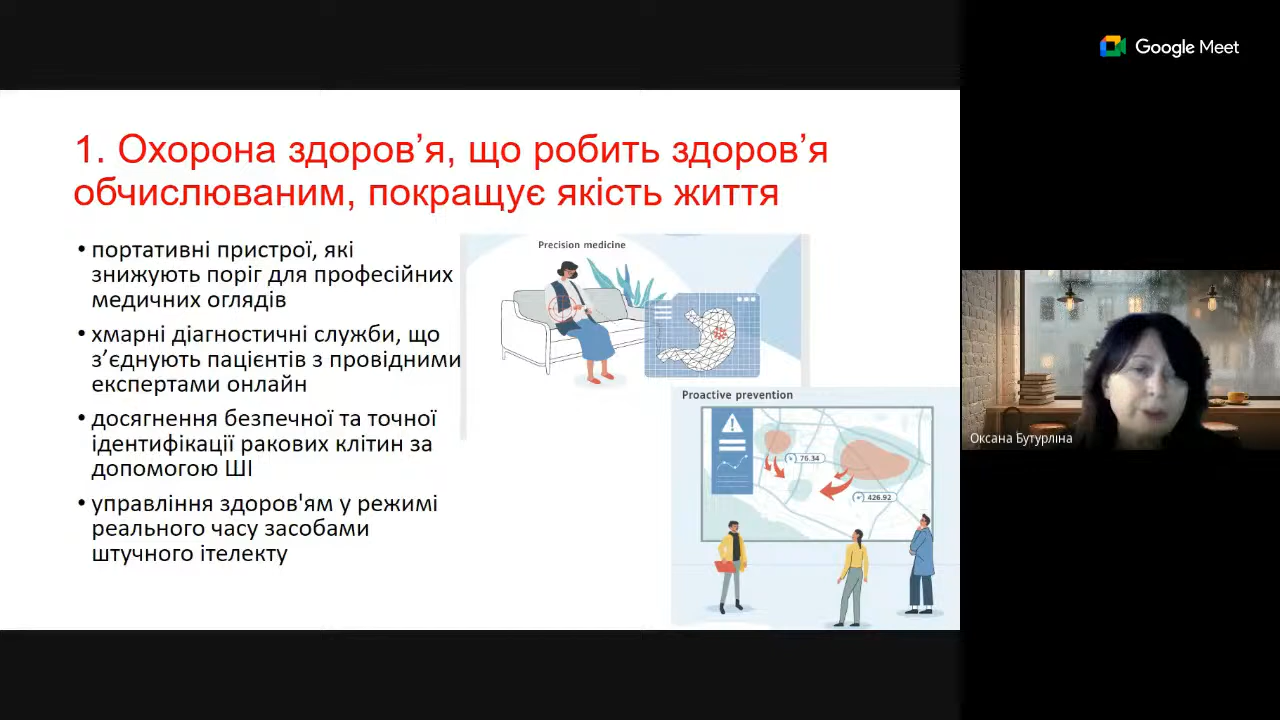 Google Meet
1. Охорона здоров’я, що робить здоров’я
обчислюваним, покращує якість життя
• портативні пристрої, які
знижують поріг для професійних
медичних оглядів
• хмарні діагностичні служби, що
з’єднують пацієнтів з провідними
експертами онлайн
• досягнення безпечної та точної
ідентифікації ракових клітин за
допомогою ШІ
• управління здоров'ям у режимі
реального часу засобами
штучного ітелекту
Precision medicine
Proactive prevention
76.34
426.92
Оксана Бутурліна